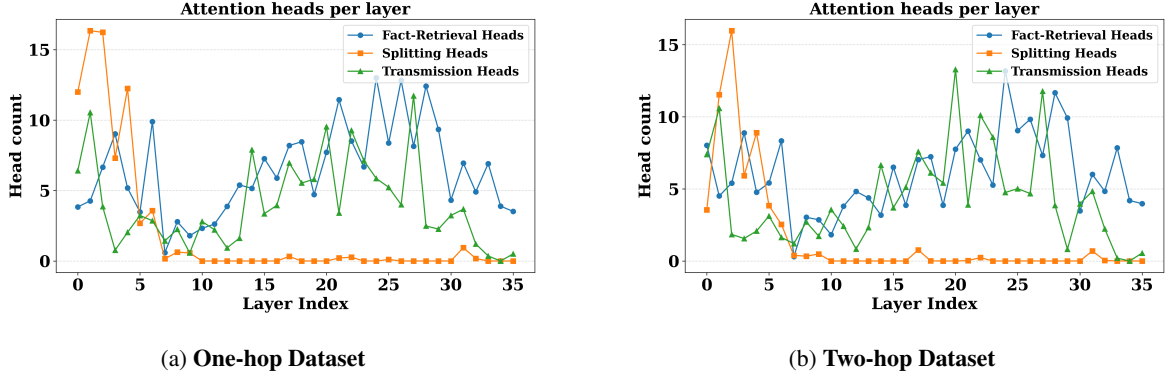 Attention heads per layer
Fact-Retrieval Heads
Splitting Heads
Transmission Heads
Head count
15
10
5
0
0 5 10 15 20 25 30 35
Layer Index
(a) One-hop Dataset
Attention heads per layer
Fact-Retrieval Heads
Splitting Heads
Transmission Heads
Head count
15
10
5
0
0 5 10 15 20 25 30 35
Layer Index
(b) Two-hop Dataset